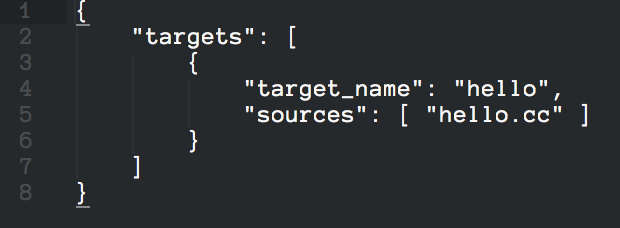 1 {
2     "targets": [
3         {
4             "target_name": "hello",
5             "sources": [ "hello.cc" ]
6         }
7     ]
8 }